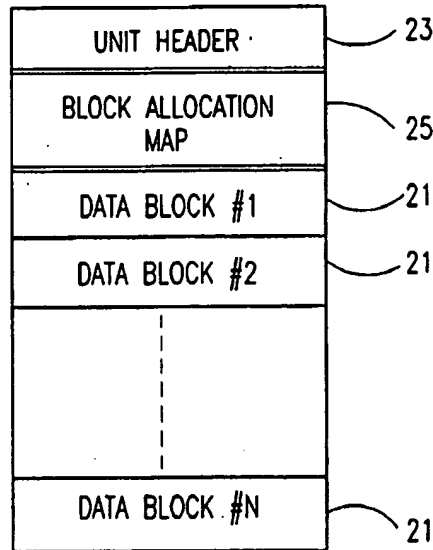 UNIT HEADER
23
BLOCK ALLOCATION
MAP
25
DATA BLOCK #1
21
DATA BLOCK #2
21
DATA BLOCK #N
21